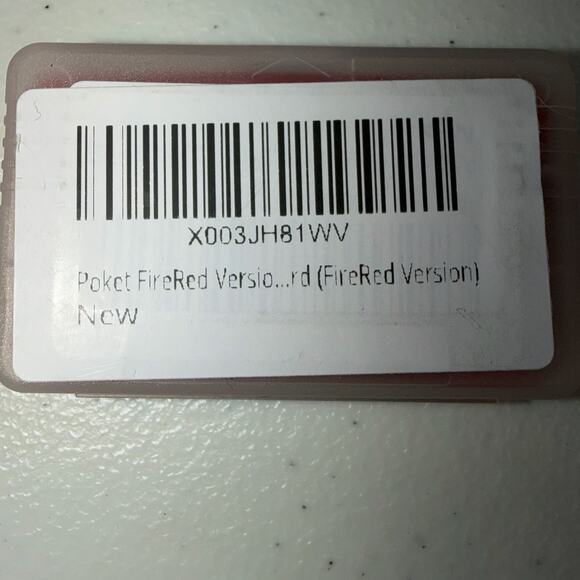 X003JH81WV
Poket FireRed Versio...rd (FireRed Version)
New